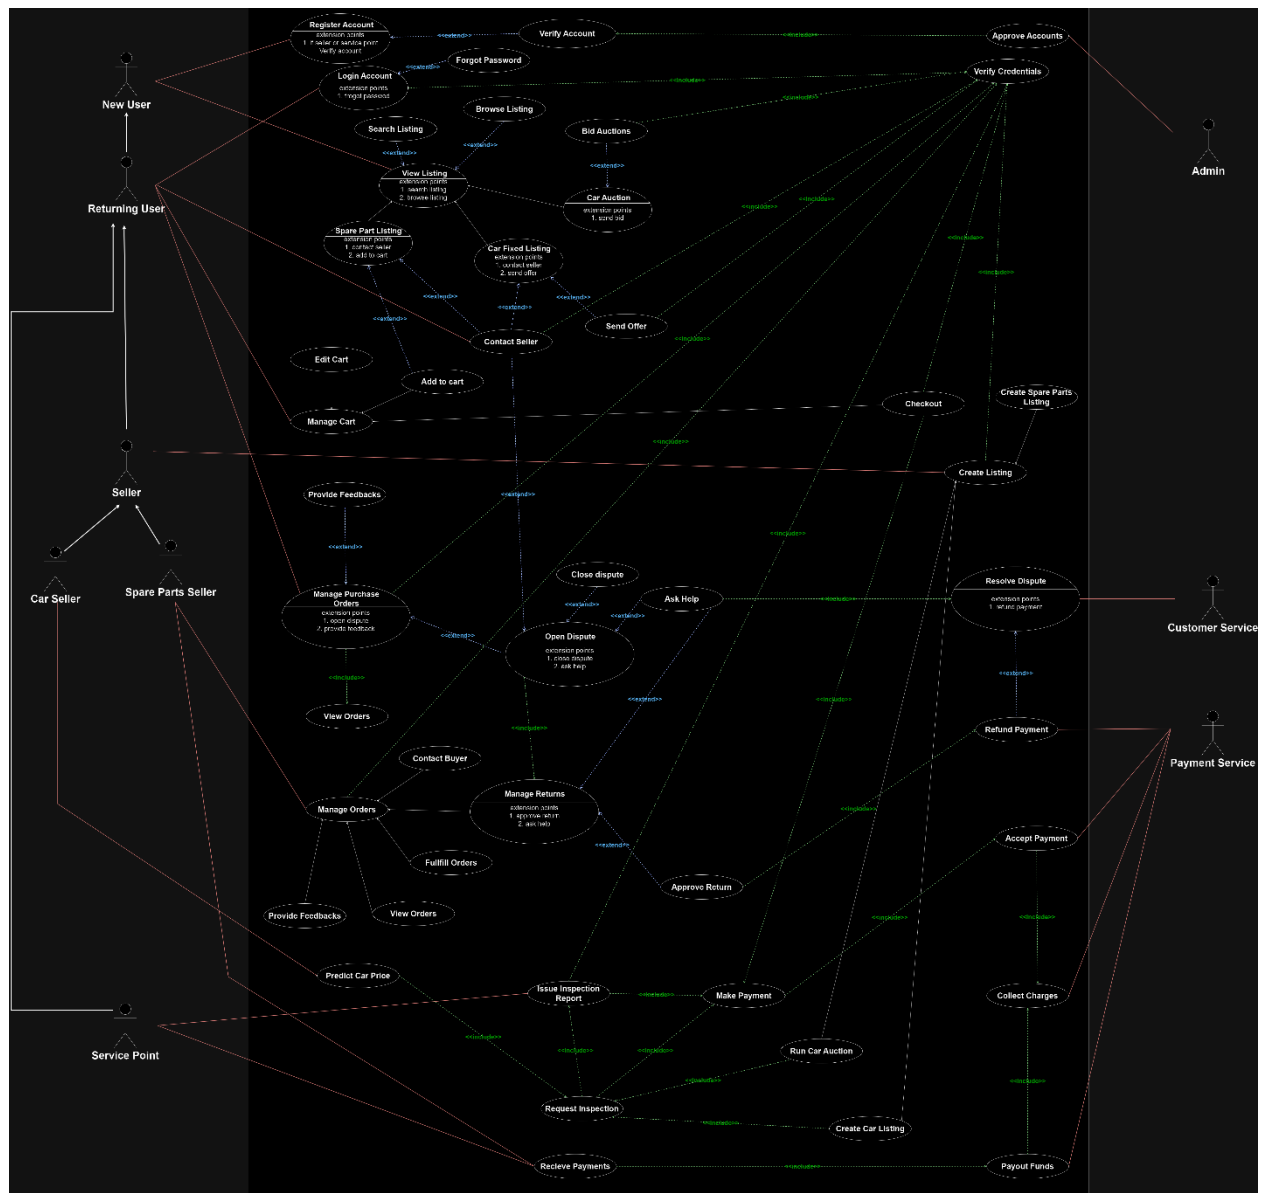 Register Account
extension points
1. if seller or service point
Verify account
<<extend>>
Verify Account
<<include>>
Approve Accounts
Forgot Password
<<extend>>
Login Account
extension points
1. forgot password
<<include>>
Verify Credentials
New User
Browse Listing
<<include>>
Search Listing
Bid Auctions
<<extend>>
<<extend>>
<<extend>>
Admin
View Listing
extension points
1. search listing
2. browse listing
Car Auction
extension points
1. send bid
Returning User
<<include>>
<<include>>
Spare Part Listing
extension points
1. contact seller
2. add to cart
Car Fixed Listing
extension points
1. contact seller
2. send offer
<<include>>
<<include>>
<<extend>>
<<extend>>
<<extend>>
<<extend>>
Send Offer
Contact Seller
<<include>>
Edit Cart
Add to cart
Create Spare Parts
Listing
Checkout
Manage Cart
<<include>>
Create Listing
Seller
Provide Feedbacks
<<extend>>
<<extend>>
<<include>>
Close dispute
Resolve Dispute
extension points
1. refund payment
Car Seller
Spare Parts Seller
Manage Purchase
Orders
extension points
1. open dispute
2. provide feedback
<<extend>>
Ask Help
<<include>>
<<extend>>
Customer Service
<<extend>>
Open Dispute
extension points
1. close dispute
2. ask help
<<include>>
<<extend>>
<<extend>>
<<include>>
View Orders
<<include>>
Refund Payment
Contact Buyer
Payment Service
Manage Returns
extension points
1. approve return
2. ask help
Manage Orders
<<include>>
Accept Payment
<<extend>>
Fullfill Orders
Approve Return
Provide Feedbacks
View Orders
<<include>>
<<include>>
Predict Car Price
Issue Inspection
Report
<<include>>
Make Payment
Collect Charges
<<include>>
<<include>>
<<include>>
Run Car Auction
Service Point
<<include>>
<<include>>
Request Inspection
<<include>>
Create Car Listing
Recieve Payments
<<include>>
Payout Funds